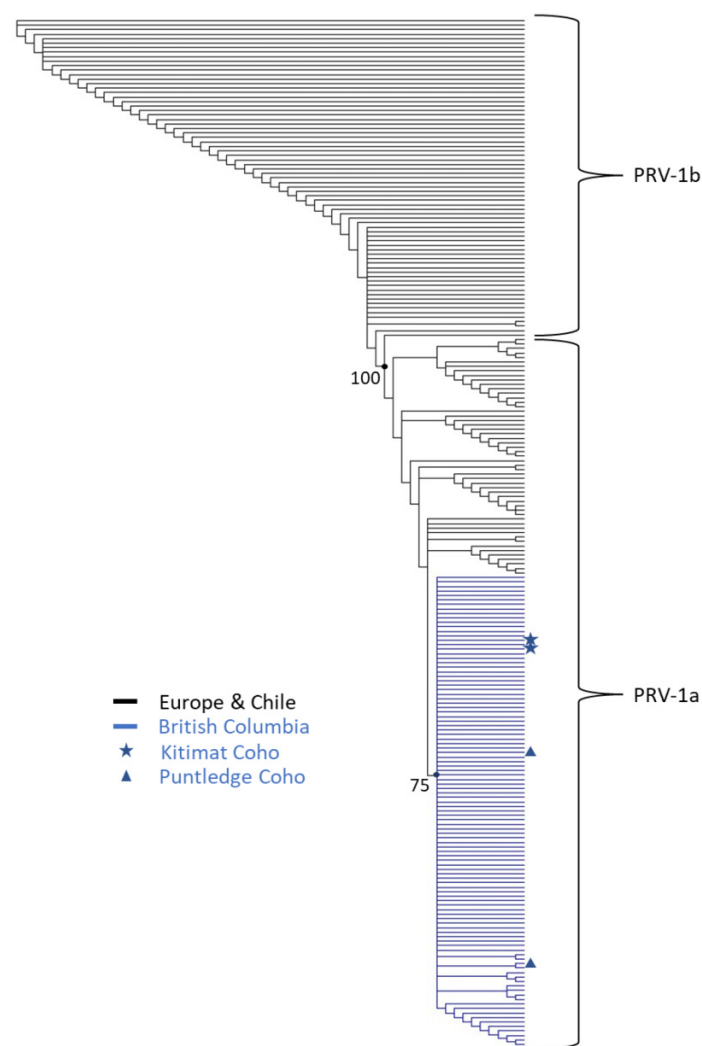 PRV-1b
100
Europe & Chile
British Columbia
Kitimat Coho
Puntledge Coho
PRV-1a
75